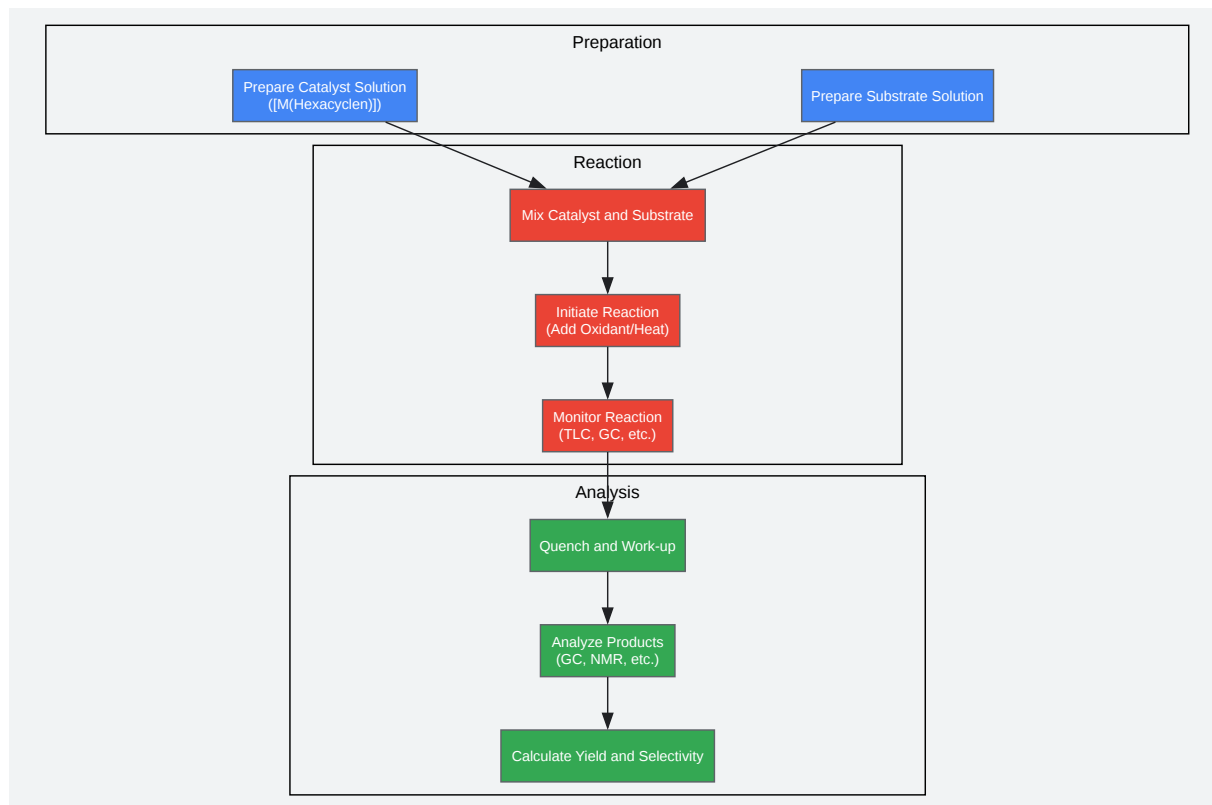 Preparation
Prepare Catalyst Solution
([M(Hexacyclen)])
Prepare Substrate Solution
Reaction
Mix Catalyst and Substrate
Initiate Reaction
(Add Oxidant/Heat)
Monitor Reaction
(TLC, GC, etc.)
Analysis
Quench and Work-up
Analyze Products
(GC, NMR, etc.)
Calculate Yield and Selectivity